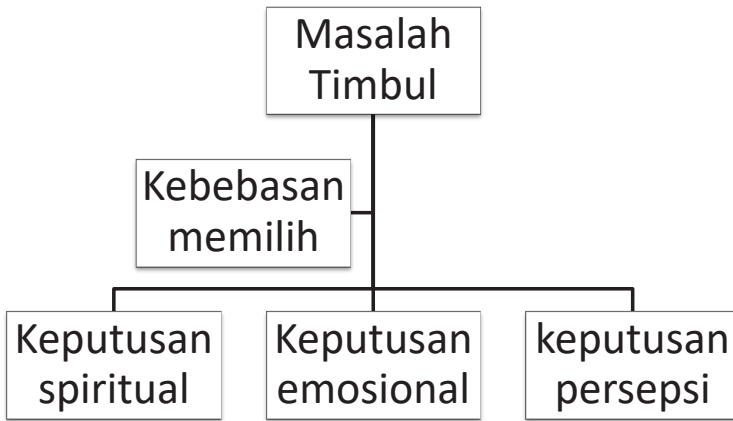 Masalah
Timbul
Kebebasan
memilih
Keputusan
spiritual
Keputusan
emosional
keputusan
persepsi